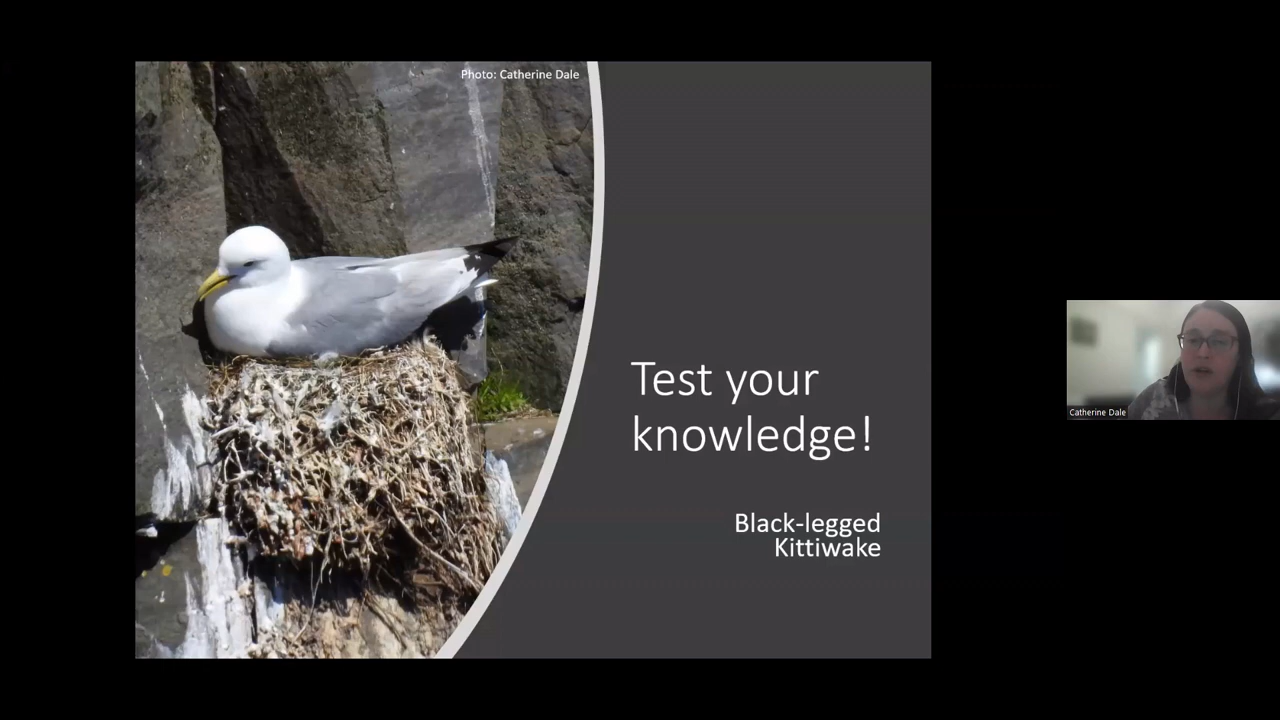 Photo: Catherine Dale
Test your
knowledge!
Black-legged
Kittiwake
Catherine Dale